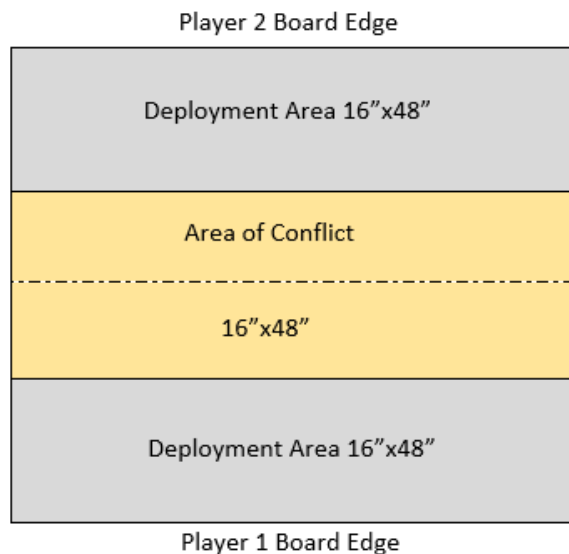 Player 2 Board Edge
Deployment Area 16”x48”
Area of Conflict
16”x48”
Deployment Area 16”x48”
Player 1 Board Edge